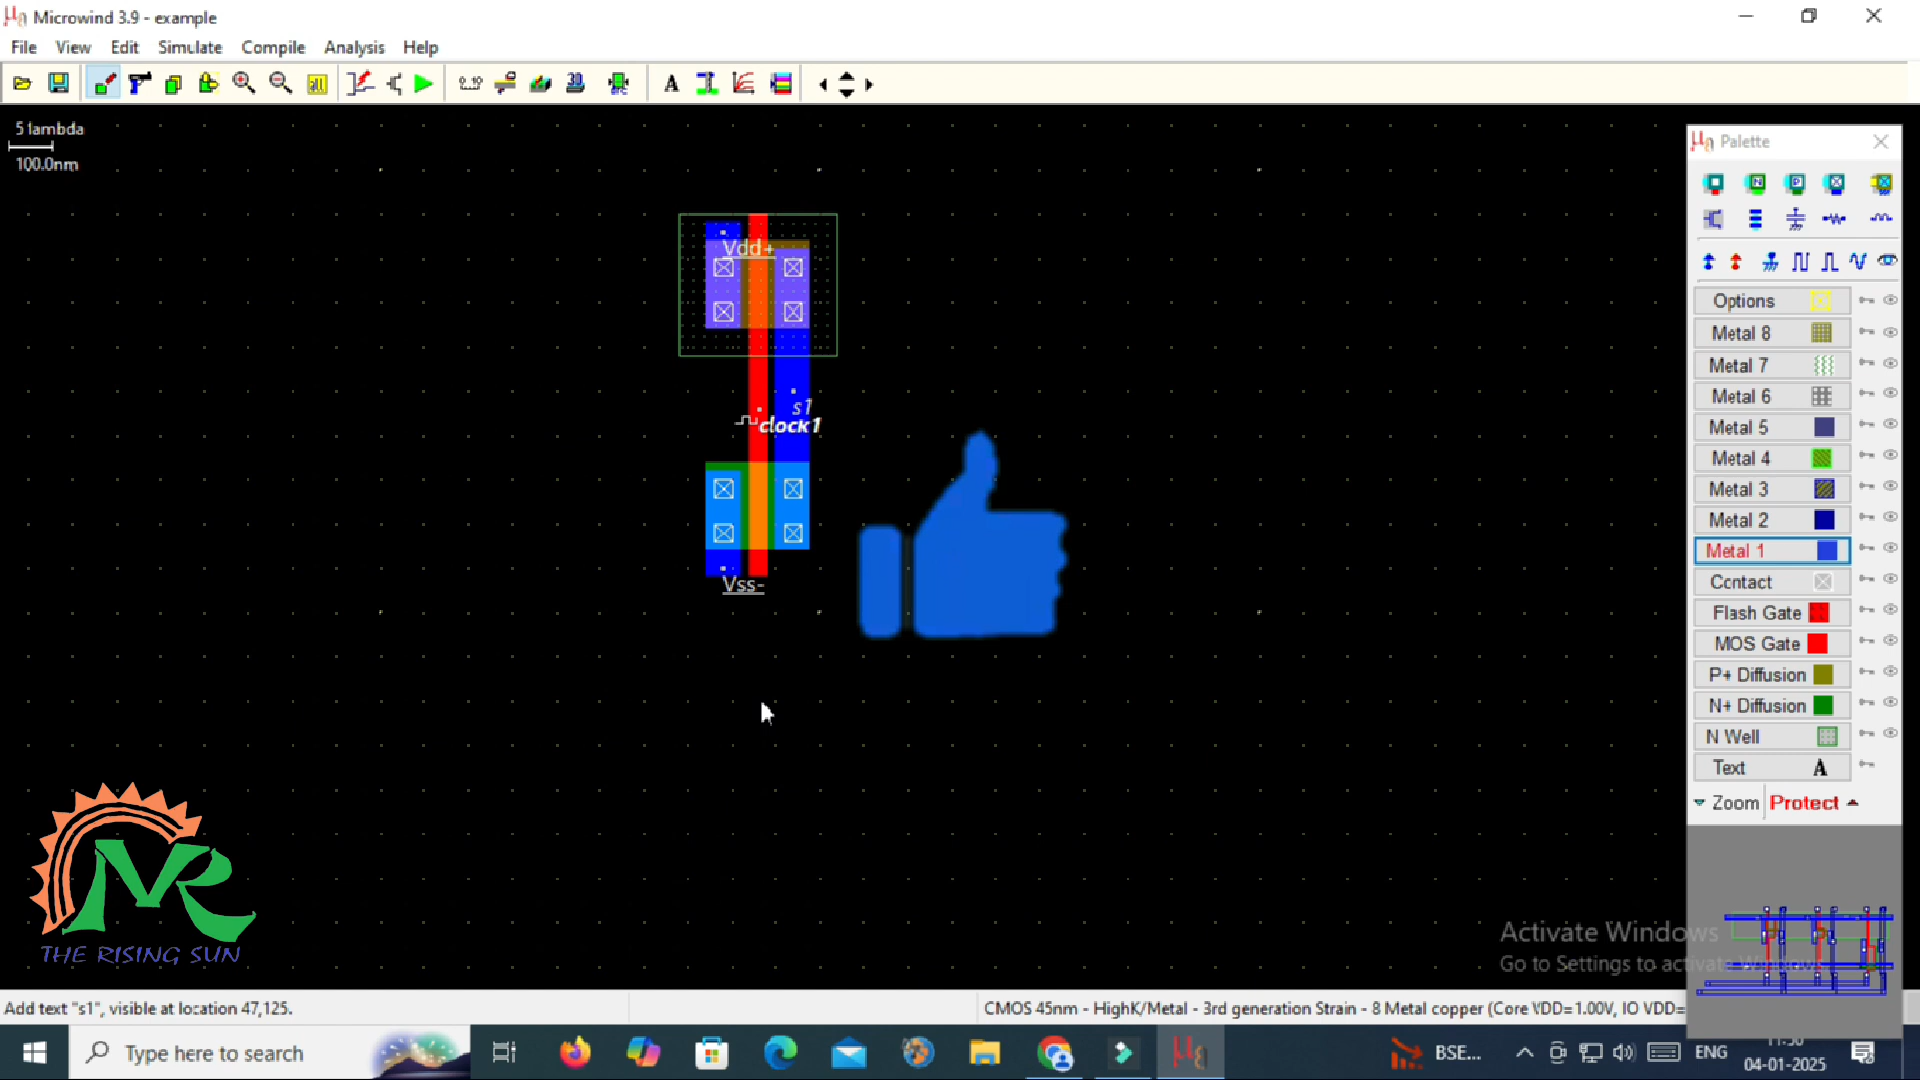 Microwind 3.9 - example
File View Edit Simulate Compile Analysis Help
5 lambda
100.0nm
Vdd+
s1
clock1
Vss-
Palette
Options
Metal 8
Metal 7
Metal 6
Metal 5
Metal 4
Metal 3
Metal 2
Metal 1
Contact
Flash Gate
MOS Gate
P+ Diffusion
N+ Diffusion
N Well
Text A
Zoom Protect
THE RISING SUN
Activate Windows
Go to Settings to activate Windows.
Add text "s1", visible at location 47,125.
CMOS 45nm - HighK/Metal - 3rd generation Strain - 8 Metal copper (Core VDD=1.00V, IO VDD=
Type here to search
BSE...
ENG
04-01-2025